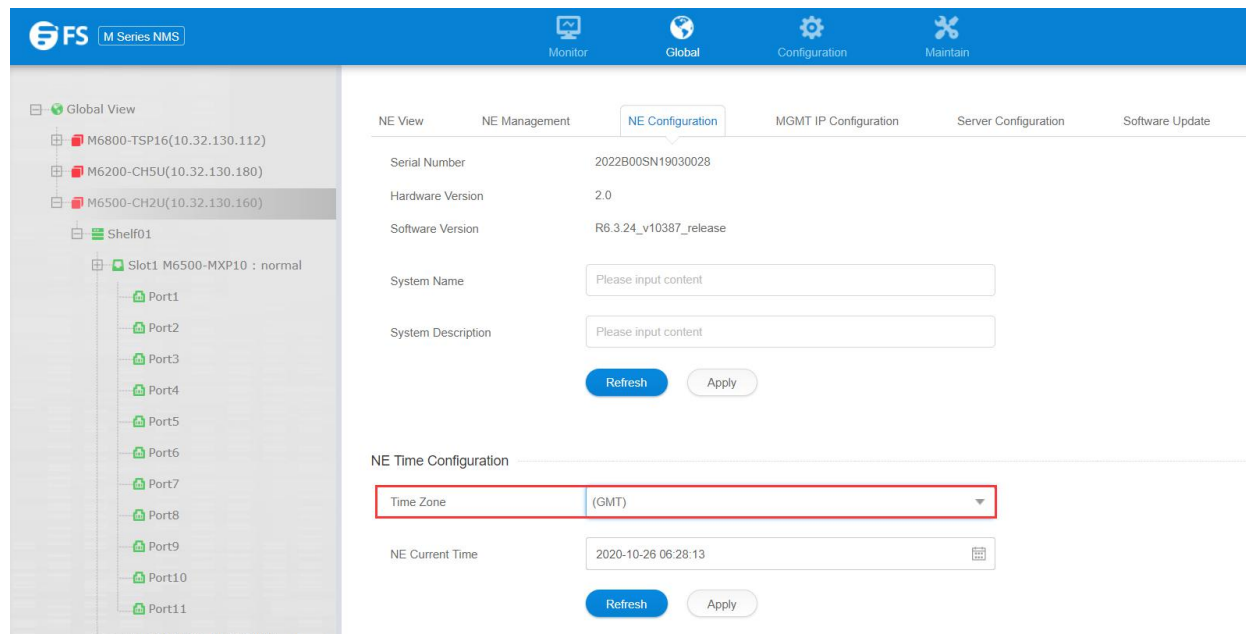 FS M Series NMS
Monitor Global Configuration Maintain
Global View
M6800-TSP16(10.32.130.112)
M6200-CH5U(10.32.130.180)
M6500-CH2U(10.32.130.160)
Shelf01
Slot1 M6500-MXP10 : normal
Port1
Port2
Port3
Port4
Port5
Port6
Port7
Port8
Port9
Port10
Port11
NE View NE Management NE Configuration MGMT IP Configuration Server Configuration Software Update
Serial Number 2022B00SN19030028
Hardware Version 2.0
Software Version R6.3.24_v10387_release
System Name Please input content
System Description Please input content
Refresh Apply
NE Time Configuration
Time Zone (GMT)
NE Current Time 2020-10-26 06:28:13
Refresh Apply